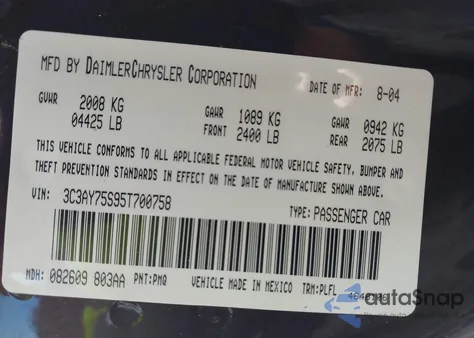 MFD BY DAIMLERCHRYSLER CORPORATION DATE OF MFR: 8-04
GVWR 2008 KG GAWR 1089 KG GAWR 0942 KG
04425 LB FRONT 2400 LB REAR 2075 LB
THIS VEHICLE CONFORMS TO ALL APPLICABLE FEDERAL MOTOR VEHICLE SAFETY, BUMPER AND
THEFT PREVENTION STANDARDS IN EFFECT ON THE DATE OF MANUFACTURE SHOWN ABOVE.
VIN: 3C3AY75S95T700758 TYPE: PASSENGER CAR
MDH: 082609 803AA PNT:PMQ VEHICLE MADE IN MEXICO TRM:PLFL
autoSnap